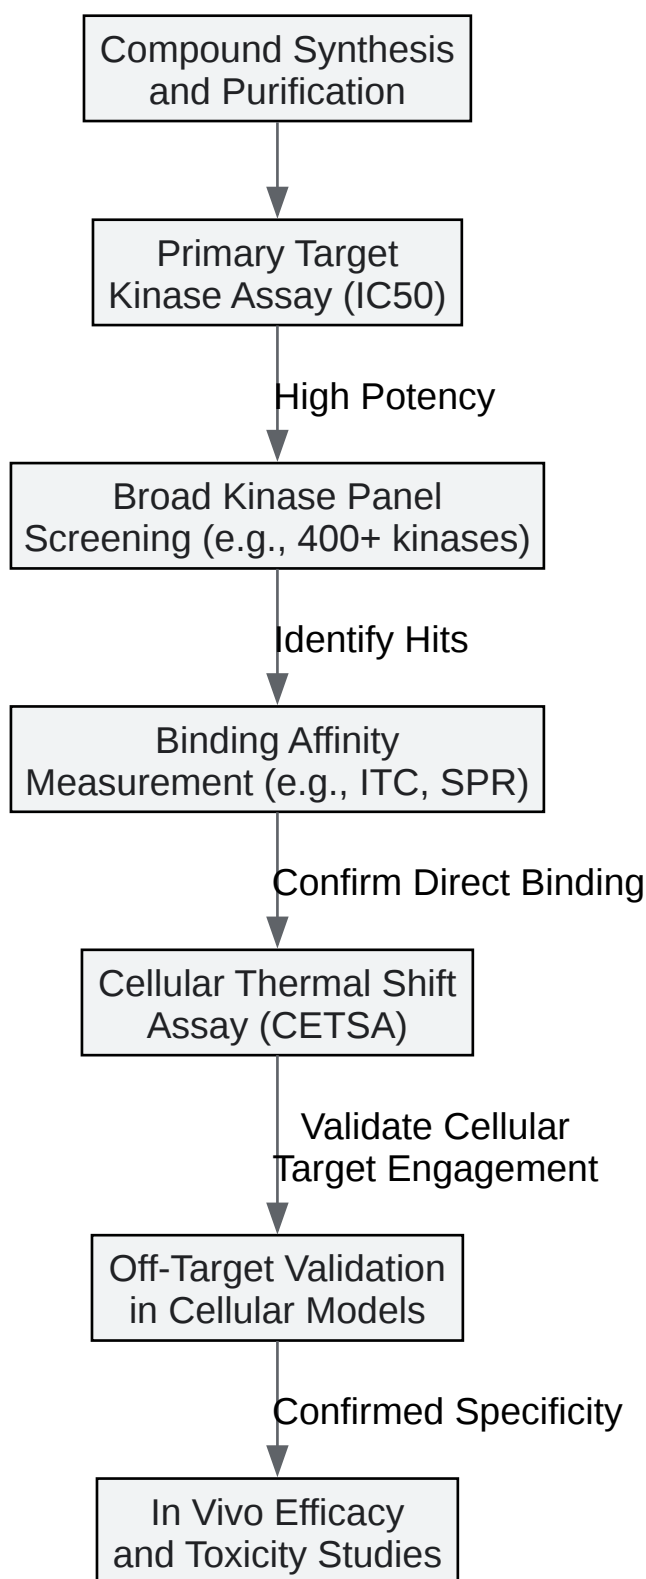 Compound Synthesis
and Purification
Primary Target
Kinase Assay (IC50)
High Potency
Broad Kinase Panel
Screening (e.g., 400+ kinases)
Identify Hits
Binding Affinity
Measurement (e.g., ITC, SPR)
Confirm Direct Binding
Cellular Thermal Shift
Assay (CETSA)
Validate Cellular
Target Engagement
Off-Target Validation
in Cellular Models
Confirmed Specificity
In Vivo Efficacy
and Toxicity Studies